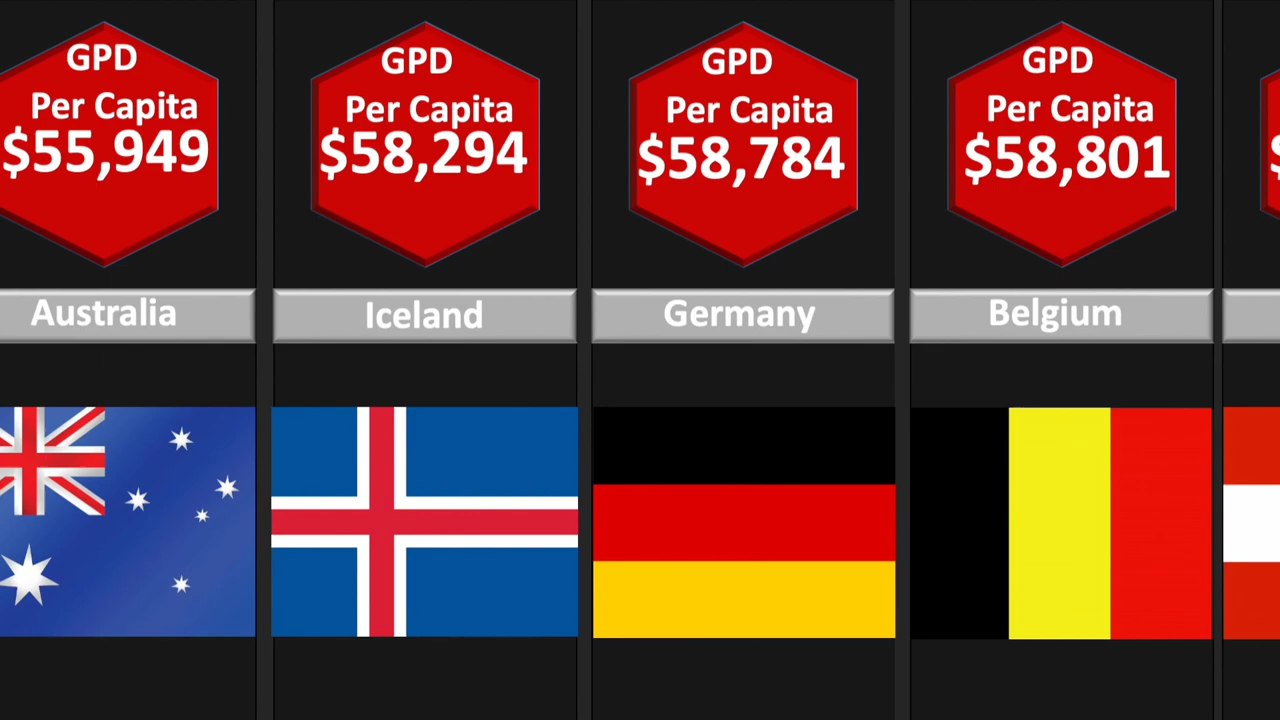 GPD
Per Capita
$55,949
Australia
GPD
Per Capita
$58,294
Iceland
GPD
Per Capita
$58,784
Germany
GPD
Per Capita
$58,801
Belgium